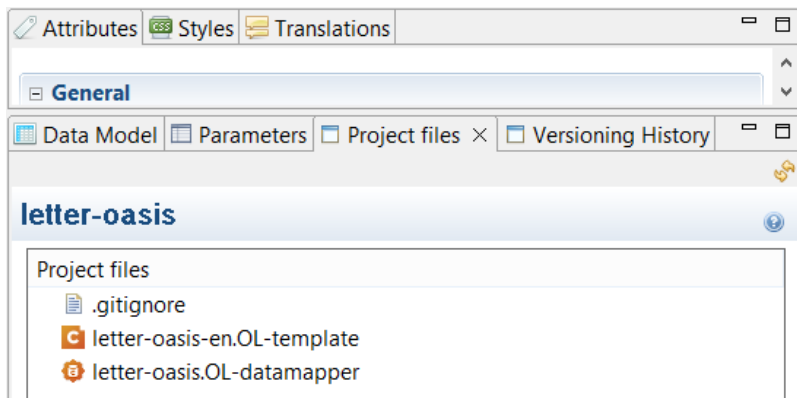 Attributes CSS Styles Translations
General
Data Model Parameters Project files Versioning History
letter-oasis
Project files
.gitignore
letter-oasis-en.OL-template
letter-oasis.OL-datamapper